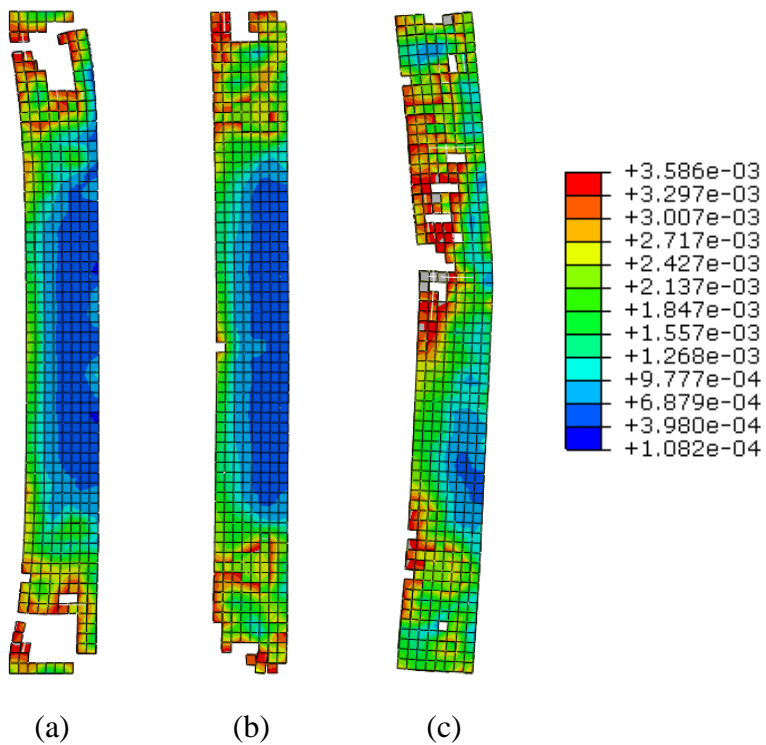 +3.586e-03
+3.297e-03
+3.007e-03
+2.717e-03
+2.427e-03
+2.137e-03
+1.847e-03
+1.557e-03
+1.268e-03
+9.777e-04
+6.879e-04
+3.980e-04
+1.082e-04
(a) (b) (c)